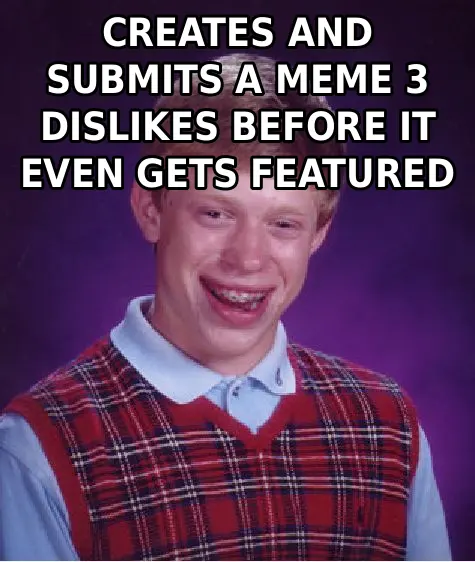 CREATES AND
SUBMITS A MEME 3
DISLIKES BEFORE IT
EVEN GETS FEATURED